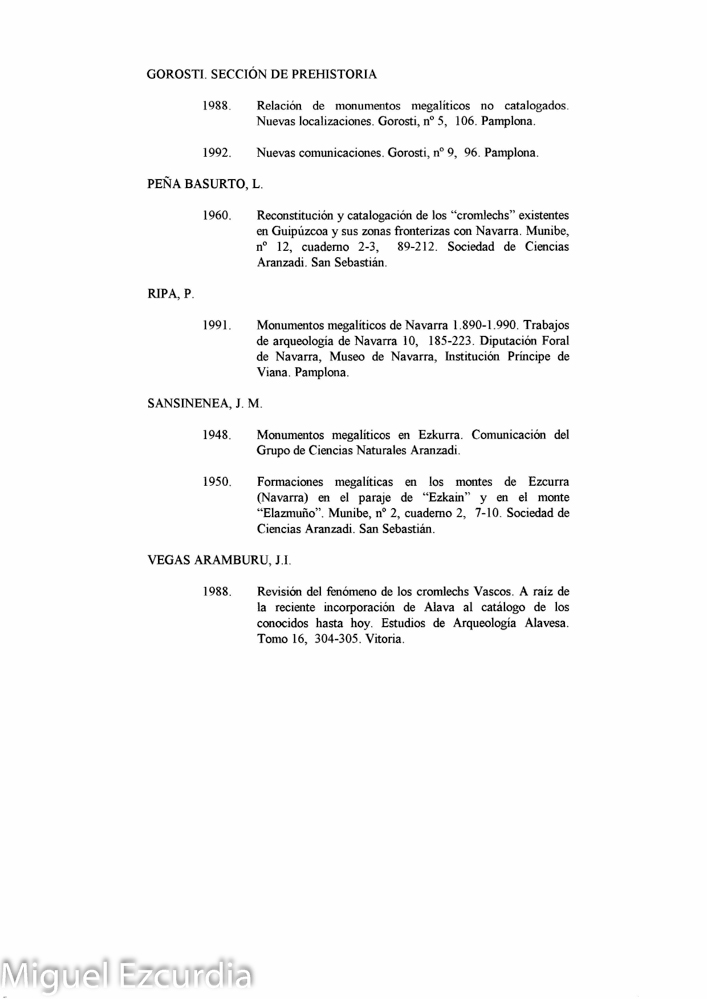 GOROSTI. SECCIÓN DE PREHISTORIA
1988. Relación de monumentos megalíticos no catalogados.
Nuevas localizaciones. Gorosti, nº 5, 106. Pamplona.
1992. Nuevas comunicaciones. Gorosti, nº 9, 96. Pamplona.
PEÑA BASURTO, L.
1960. Reconstitución y catalogación de los “cromlechs” existentes
en Guipúzcoa y sus zonas fronterizas con Navarra. Munibe,
nº 12, cuaderno 2-3, 89-212. Sociedad de Ciencias
Aranzadi. San Sebastián.
RIPA, P.
1991. Monumentos megalíticos de Navarra 1.890-1.990. Trabajos
de arqueología de Navarra 10, 185-223. Diputación Foral
de Navarra, Museo de Navarra, Institución Príncipe de
Viana. Pamplona.
SANSINENEA, J. M.
1948. Monumentos megalíticos en Ezkurra. Comunicación del
Grupo de Ciencias Naturales Aranzadi.
1950. Formaciones megalíticas en los montes de Ezcurra
(Navarra) en el paraje de “Ezkain” y en el monte
“Elazmuño”. Munibe, nº 2, cuaderno 2, 7-10. Sociedad de
Ciencias Aranzadi. San Sebastián.
VEGAS ARAMBURU, J.I.
1988. Revisión del fenómeno de los cromlechs Vascos. A raíz de
la reciente incorporación de Alava al catálogo de los
conocidos hasta hoy. Estudios de Arqueología Alavesa.
Tomo 16, 304-305. Vitoria.
Miguel Ezcurdia